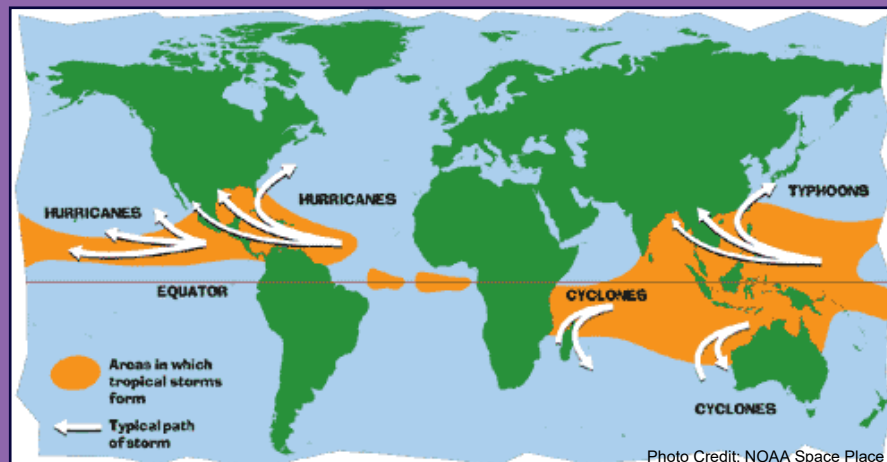 HURRICANES
HURRICANES
TYPHOONS
EQUATOR
CYCLONES
CYCLONES
Areas in which
tropical storms
form
Typical path
of storm
Photo Credit: NOAA Space Place